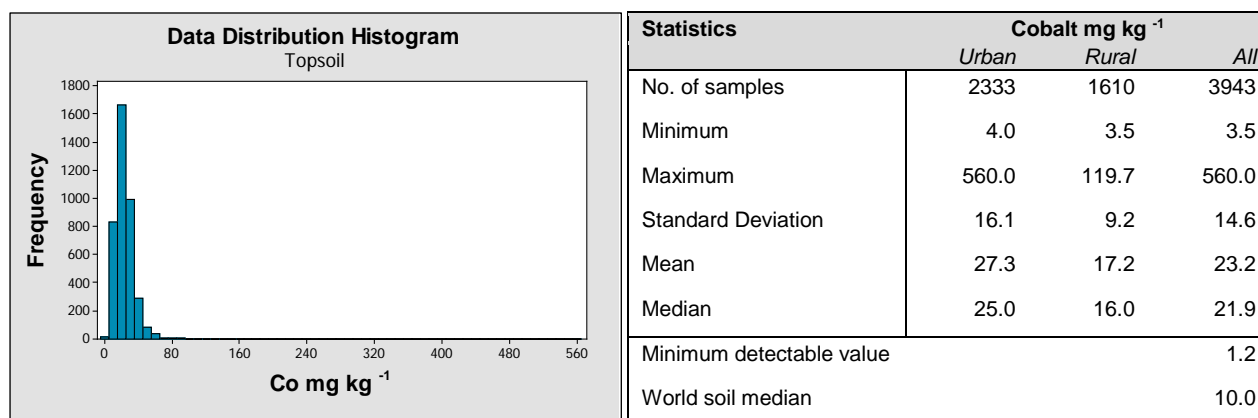 Data Distribution Histogram
Topsoil
Frequency
1800
1600
1400
1200
1000
800
600
400
200
0
0 80 160 240 320 400 480 560
Co mg kg -1
Statistics Cobalt mg kg -1
Urban Rural All
No. of samples 2333 1610 3943
Minimum 4.0 3.5 3.5
Maximum 560.0 119.7 560.0
Standard Deviation 16.1 9.2 14.6
Mean 27.3 17.2 23.2
Median 25.0 16.0 21.9
Minimum detectable value 1.2
World soil median 10.0